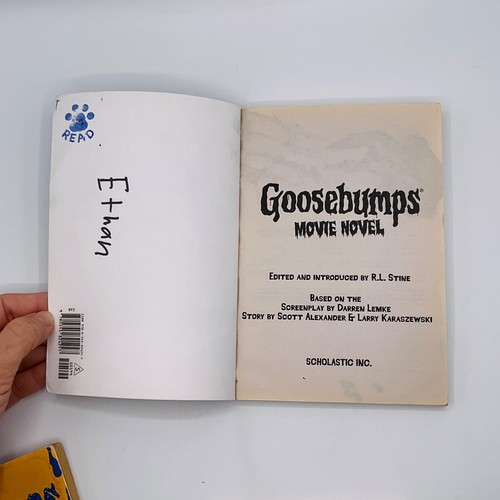 READ
Ethan
Goosebumps®
MOVIE NOVEL
EDITED AND INTRODUCED BY R.L. STINE
BASED ON THE
SCREENPLAY BY DARREN LEMKE
STORY BY SCOTT ALEXANDER & LARRY KARASZEWSKI
SCHOLASTIC INC.